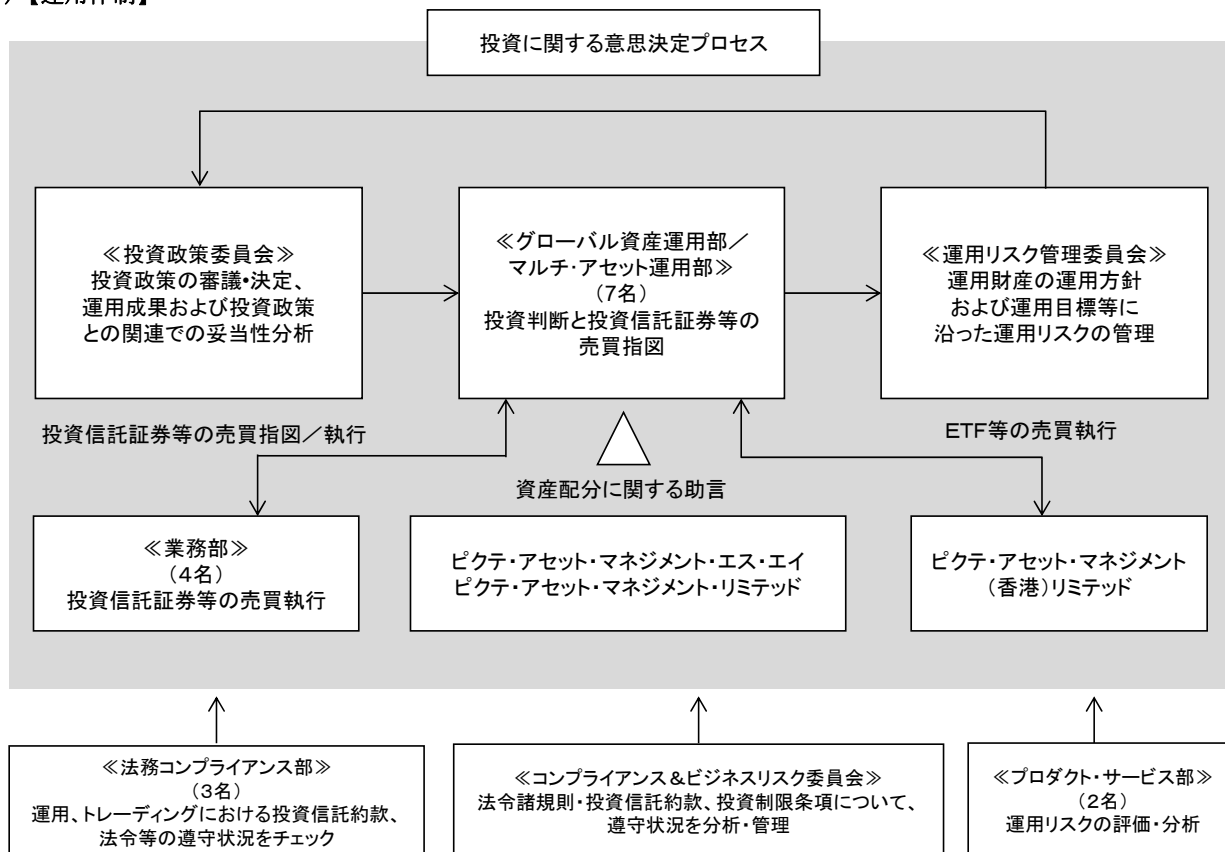 【運用体制】
投資に関する意思決定プロセス
≪投資政策委員会≫
投資政策の審議・決定、
運用成果および投資政策
との関連での妥当性分析
≪グローバル資産運用部／
マルチ・アセット運用部≫
（7名）
投資判断と投資信託証券等の
売買指図
≪運用リスク管理委員会≫
運用財産の運用方針
および運用目標等に
沿った運用リスクの管理
投資信託証券等の売買指図／執行
ETF等の売買執行
資産配分に関する助言
≪業務部≫
（4名）
投資信託証券等の売買執行
ピクテ・アセット・マネジメント・エス・エイ
ピクテ・アセット・マネジメント・リミテッド
ピクテ・アセット・マネジメント
（香港）リミテッド
≪法務コンプライアンス部≫
（3名）
運用、トレーディングにおける投資信託約款、
法令等の遵守状況をチェック
≪コンプライアンス＆ビジネスリスク委員会≫
法令諸規則・投資信託約款、投資制限条項について、
遵守状況を分析・管理
≪プロダクト・サービス部≫
（2名）
運用リスクの評価・分析